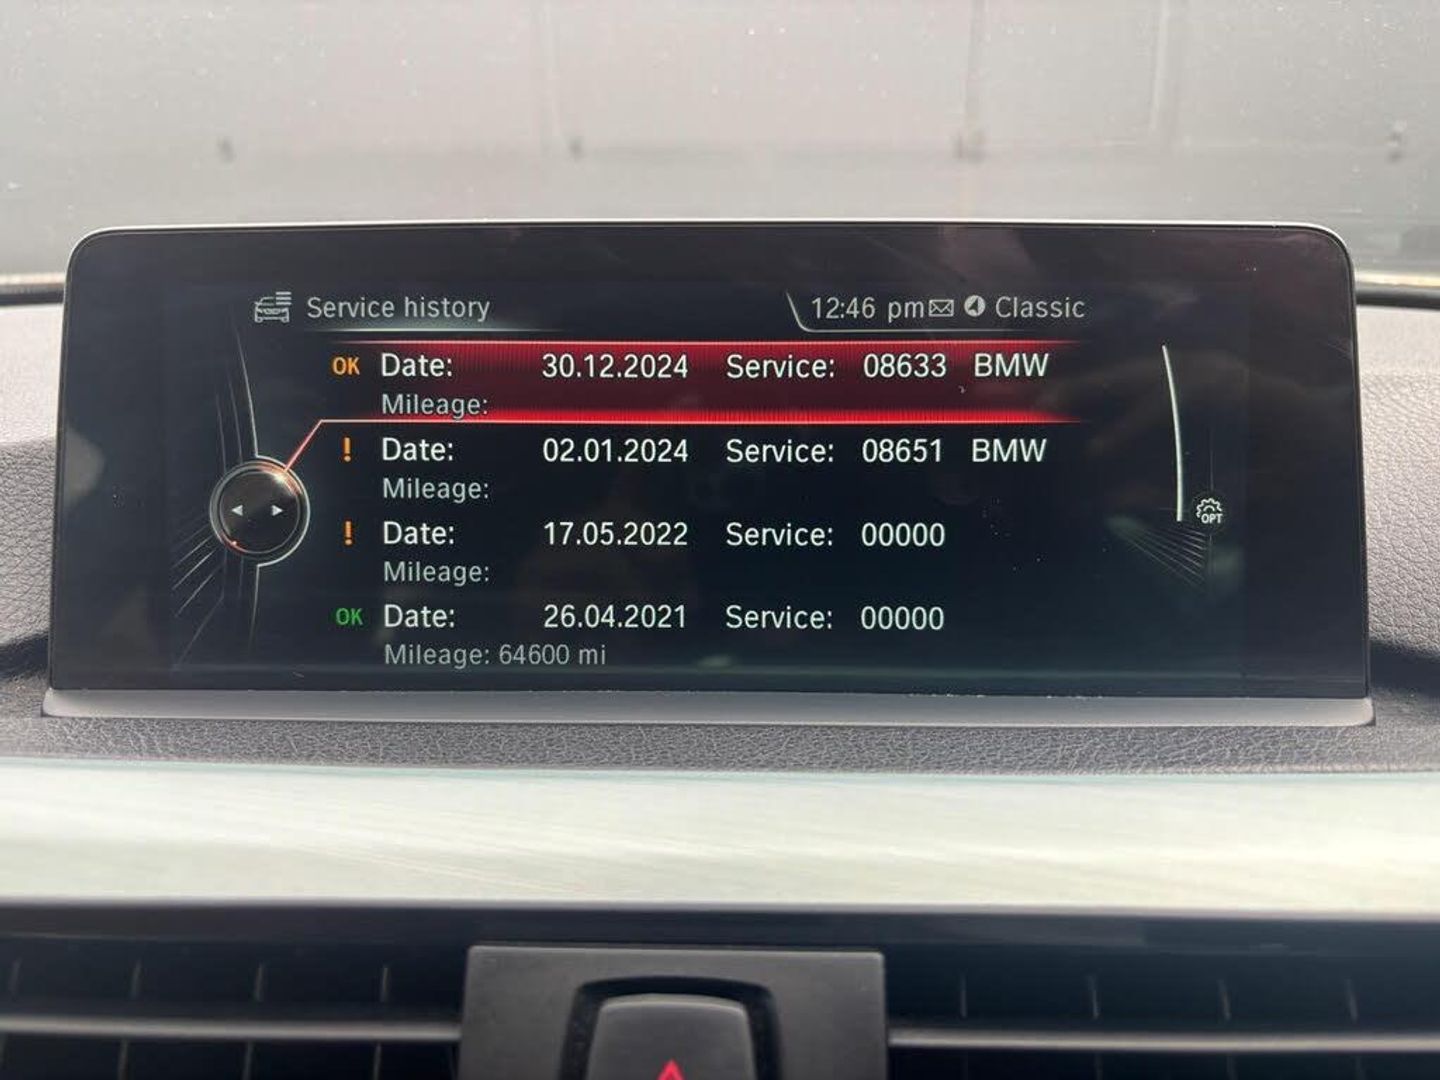 Service history 12:46 pm Classic
OK Date: 30.12.2024 Service: 08633 BMW
Mileage:
! Date: 02.01.2024 Service: 08651 BMW
Mileage:
! Date: 17.05.2022 Service: 00000
Mileage:
OPT
OK Date: 26.04.2021 Service: 00000
Mileage: 64600 mi